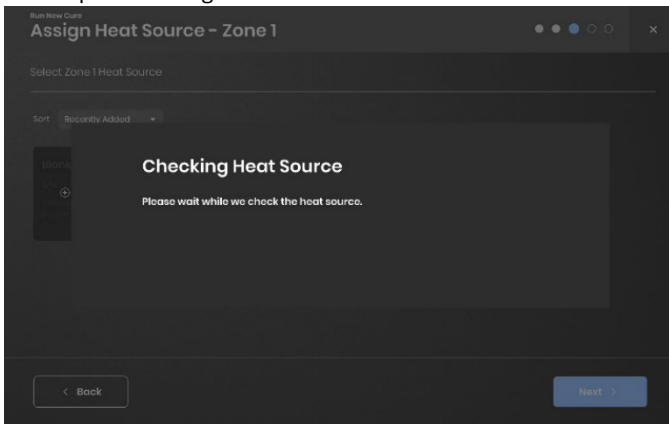 Run New Cure
Assign Heat Source - Zone 1
Select Zone 1 Heat Source
Sort Recently Added
Checking Heat Source
Please wait while we check the heat source.
< Back
Next >